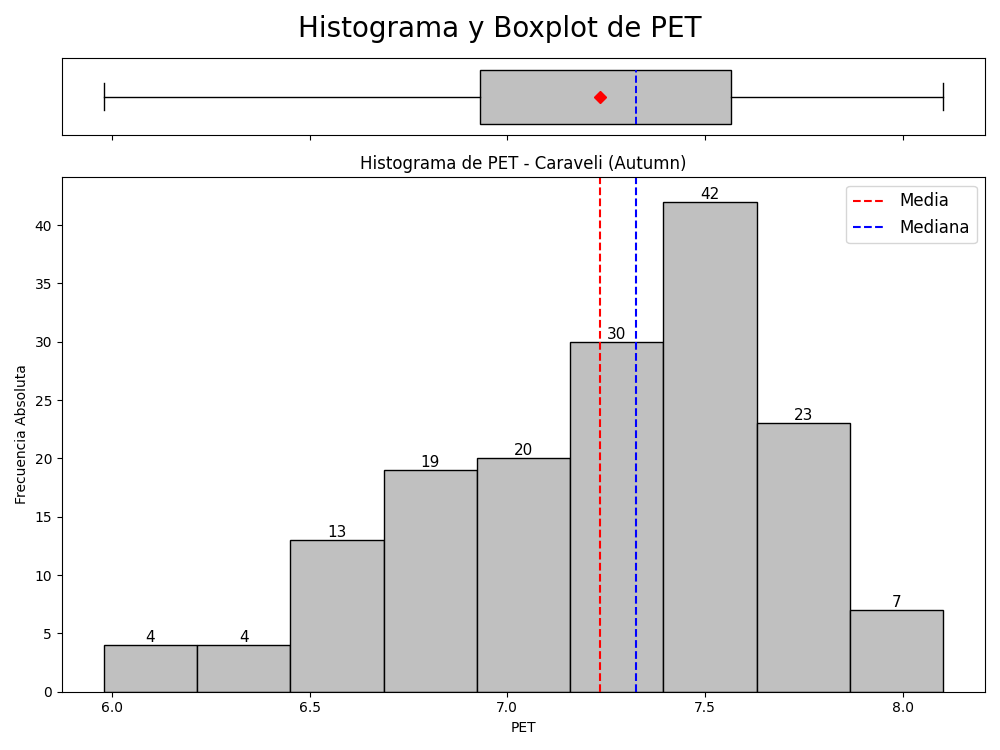 Histograma y Boxplot de PET
Histograma de PET - Caraveli (Autumn)
Media
Mediana
42
30
23
20
19
13
7
4
4
40
35
30
25
20
15
10
5
0
Frecuencia Absoluta
6.0 6.5 7.0 7.5 8.0
PET